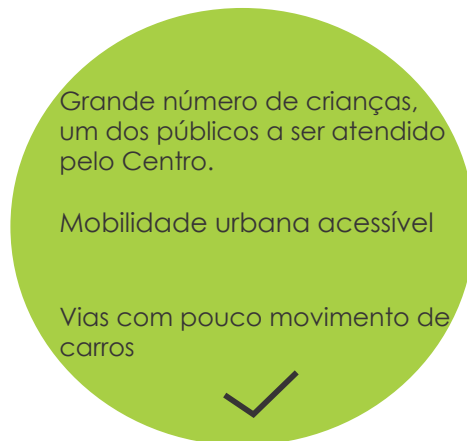 Grande número de crianças,
um dos públicos a ser atendido
pelo Centro.
Mobilidade urbana acessível
Vias com pouco movimento de
carros